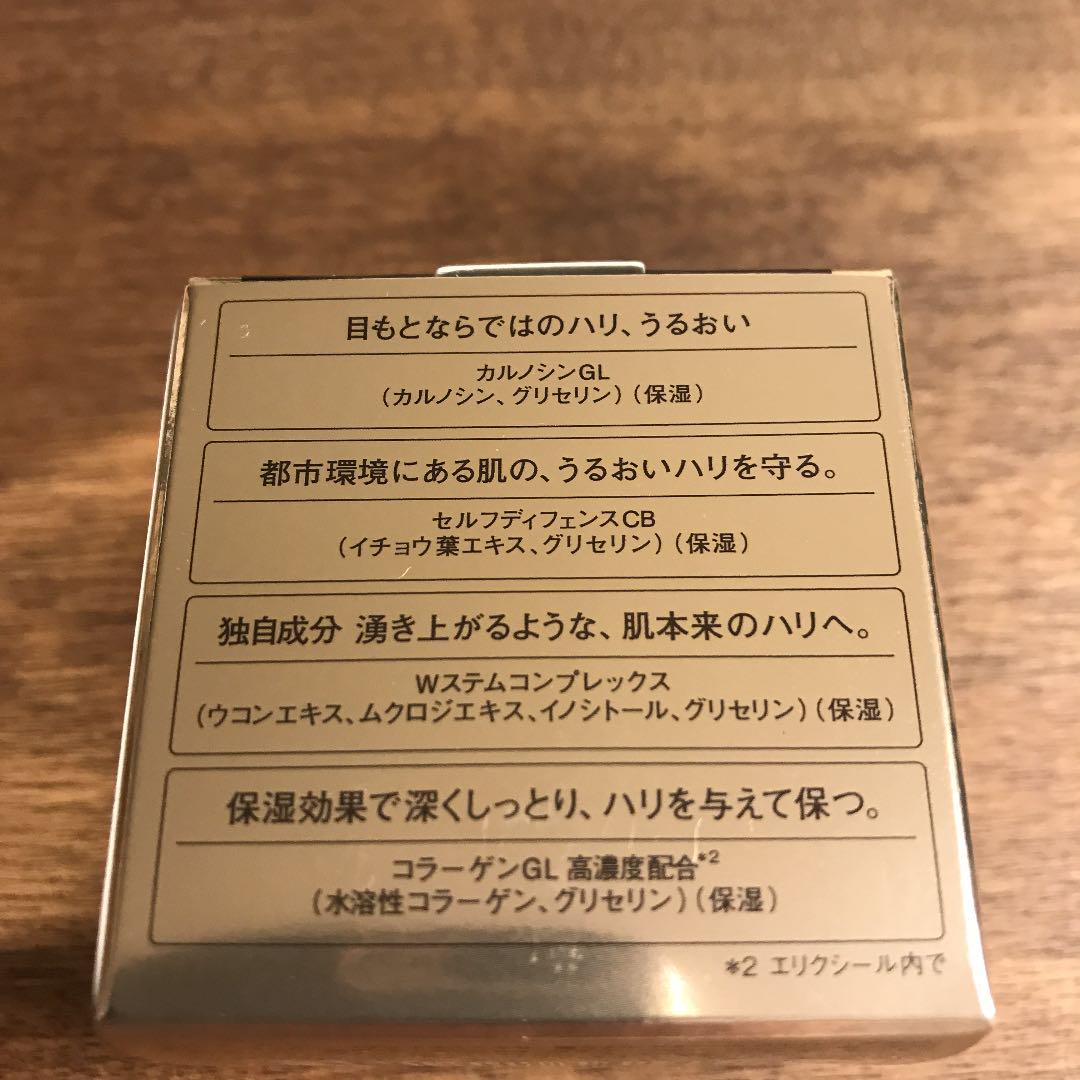 目もとならではのハリ、うるおい
カルノシンGL
(カルノシン、グリセリン)(保湿)
都市環境にある肌の、うるおいハリを守る。
セルフディフェンスCB
(イチョウ葉エキス、グリセリン)(保湿)
独自成分 湧き上がるような、肌本来のハリへ。
Wステムコンプレックス
(ウコンエキス、ムクロジエキス、イノシトール、グリセリン)(保湿)
保湿効果で深くしっとり、ハリを与えて保つ。
コラーゲンGL 高濃度配合*2
(水溶性コラーゲン、グリセリン)(保湿)
*2 エリクシール内で